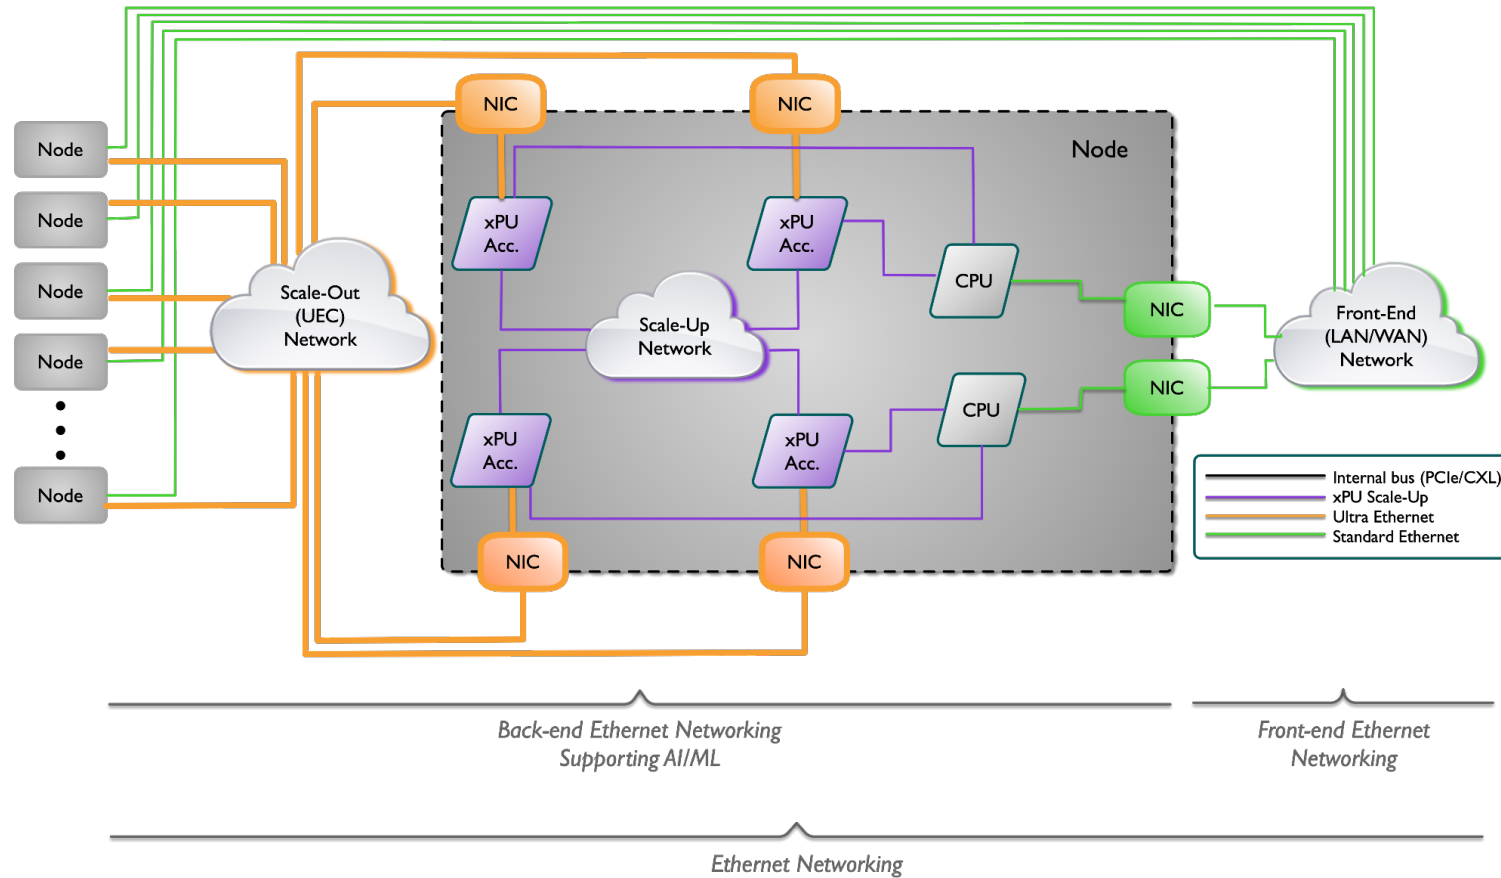 NIC
NIC
Node
Node
Node
xPU
Acc.
xPU
Acc.
Node
CPU
Node
Scale-Out
(UEC)
Network
Scale-Up
Network
NIC
Front-End
(LAN/WAN)
Network
Node
NIC
CPU
xPU
Acc.
xPU
Acc.
Node
Internal bus (PCIe/CXL)
xPU Scale-Up
Ultra Ethernet
Standard Ethernet
NIC
NIC
Back-end Ethernet Networking
Supporting AI/ML
Front-end Ethernet
Networking
Ethernet Networking